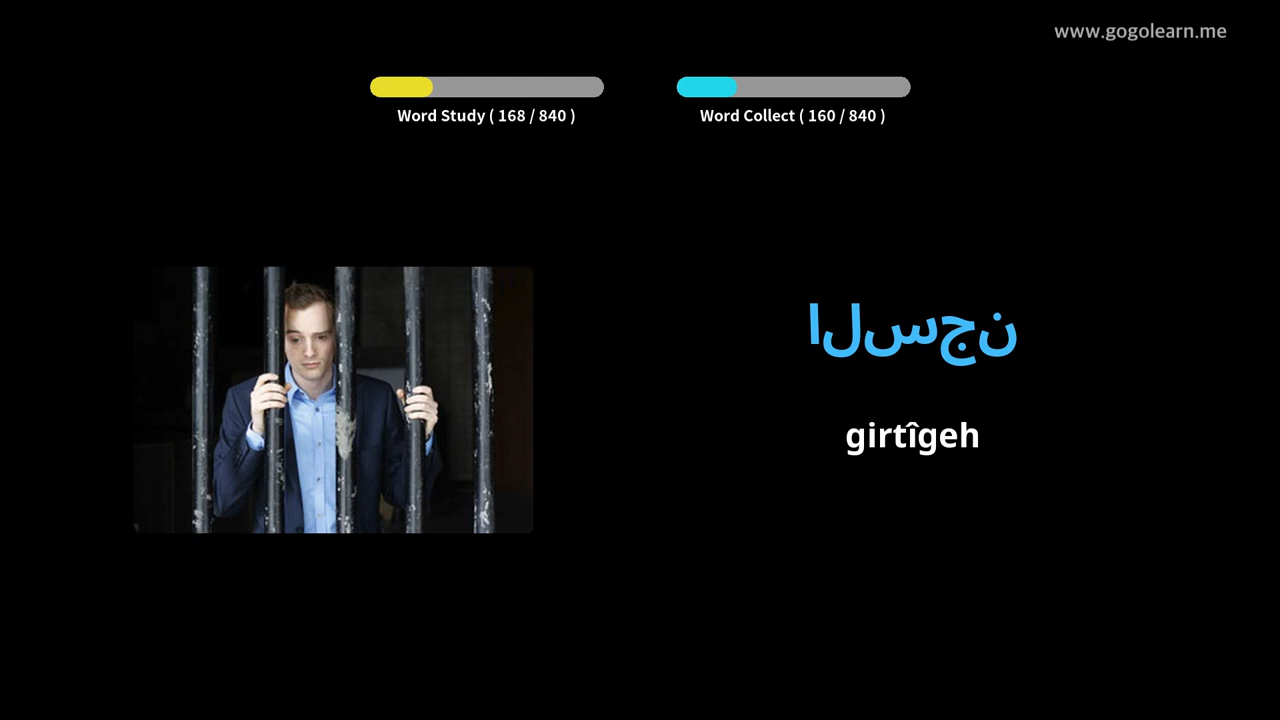 www.gogolearn.me
Word Study ( 168 / 840 )
Word Collect ( 160 / 840 )
السجن
girtîgeh